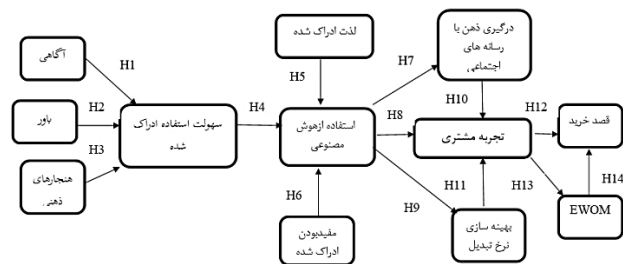 آگاهی
H1
باور
H2
هنجارهای
ذهنی
H3
سهولت استفاده ادراک
شده
H4
لذت ادراک شده
H5
استفاده ازهوش
مصنوعی
H6
مفیدبودن
ادراک شده
H7
درگیری ذهن با
رسانه های
اجتماعی
H8
H10
تجربه مشتری
H9
H11
بهینه سازی
نرخ تبدیل
H12
قصد خرید
H13
H14
EWOM